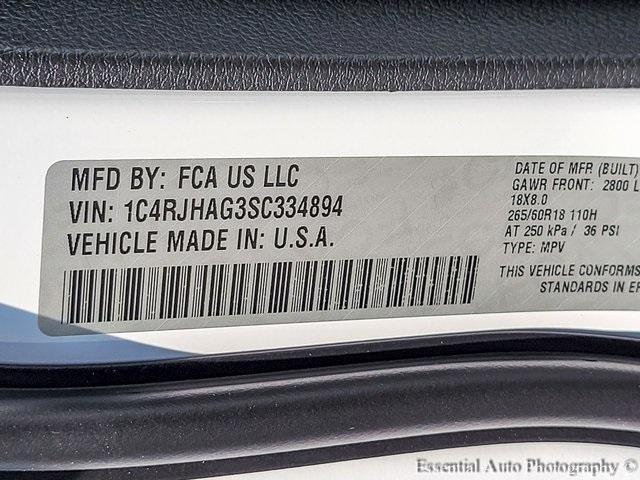 MFD BY: FCA US LLC
VIN: 1C4RJHAG3SC334894
VEHICLE MADE IN: U.S.A.
DATE OF MFR (BUILT)
GAWR FRONT: 2800 L
18X8.0
265/60R18 110H
AT 250 kPa / 36 PSI
TYPE: MPV
THIS VEHICLE CONFORMS
STANDARDS IN EF
Essential Auto Photography ©